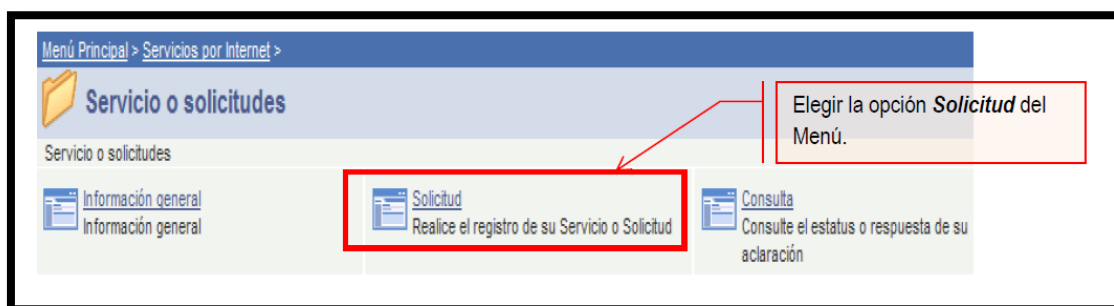 Menú Principal > Servicios por Internet >
Servicio o solicitudes
Elegir la opción Solicitud del
Menú.
Servicio o solicitudes
Información general
Información general
Solicitud
Realice el registro de su Servicio o Solicitud
Consulta
Consulte el estatus o respuesta de su
aclaración